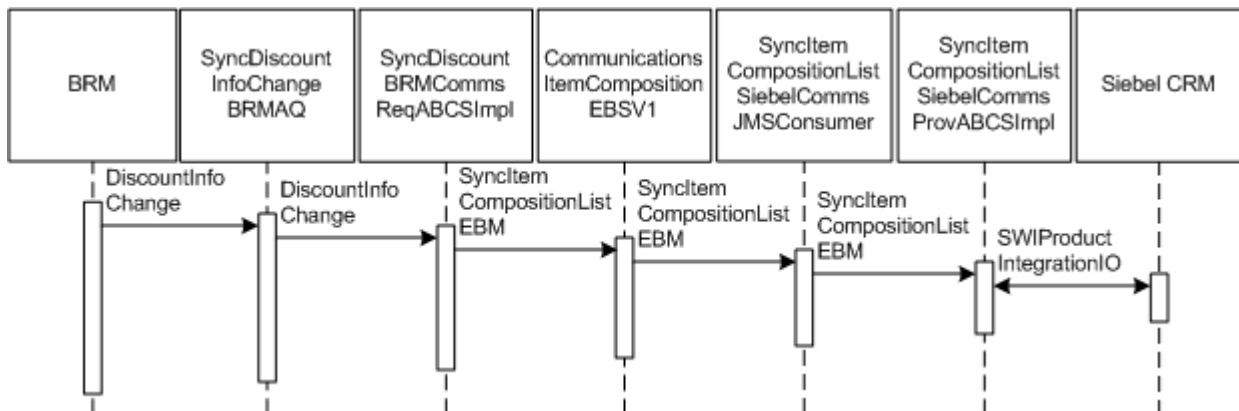 BRM
SyncDiscount
InfoChange
BRMAQ
SyncDiscount
BRMComms
ReqABCSImpl
Communications
ItemComposition
EBSV1
SyncItem
CompositionList
SiebelComms
JMSConsumer
SyncItem
CompositionList
SiebelComms
ProvABCSImpl
Siebel CRM
DiscountInfo
Change
DiscountInfo
Change
SyncItem
CompositionList
EBM
SyncItem
CompositionList
EBM
SyncItem
CompositionList
EBM
SWIProduct
IntegrationIO